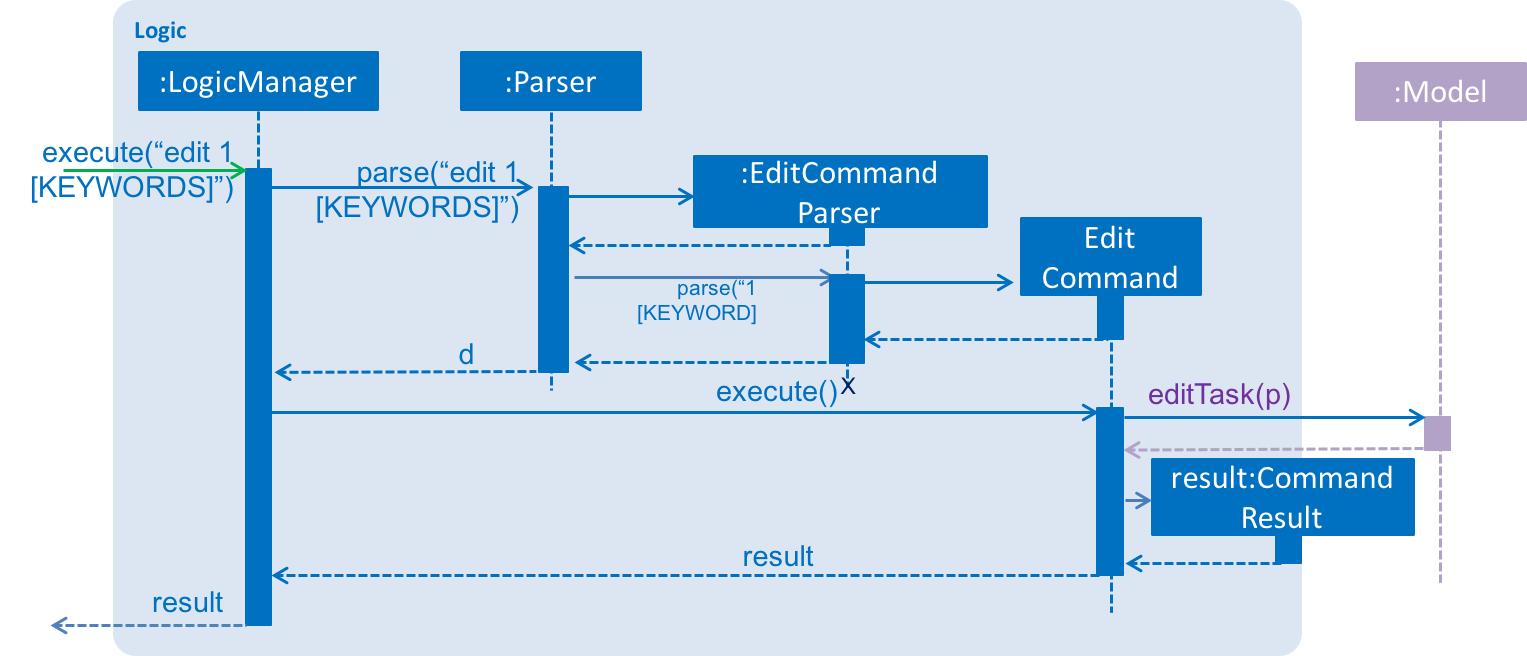 Logic
:LogicManager
:Parser
:Model
execute(“edit 1
[KEYWORDS]”)
parse(“edit 1
[KEYWORDS]”)
:EditCommand
Parser
Edit
Command
parse(“1
[KEYWORD]
d
execute()
X
editTask(p)
result:Command
Result
result
result